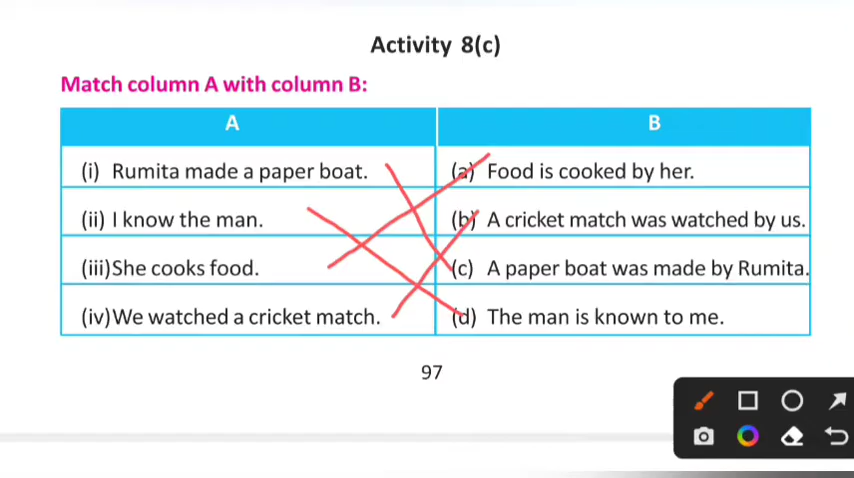 Activity 8(c)
Match column A with column B:
A B
(i) Rumita made a paper boat. (a) Food is cooked by her.
(ii) I know the man. (b) A cricket match was watched by us.
(iii)She cooks food. (c) A paper boat was made by Rumita.
(iv)We watched a cricket match. (d) The man is known to me.
97